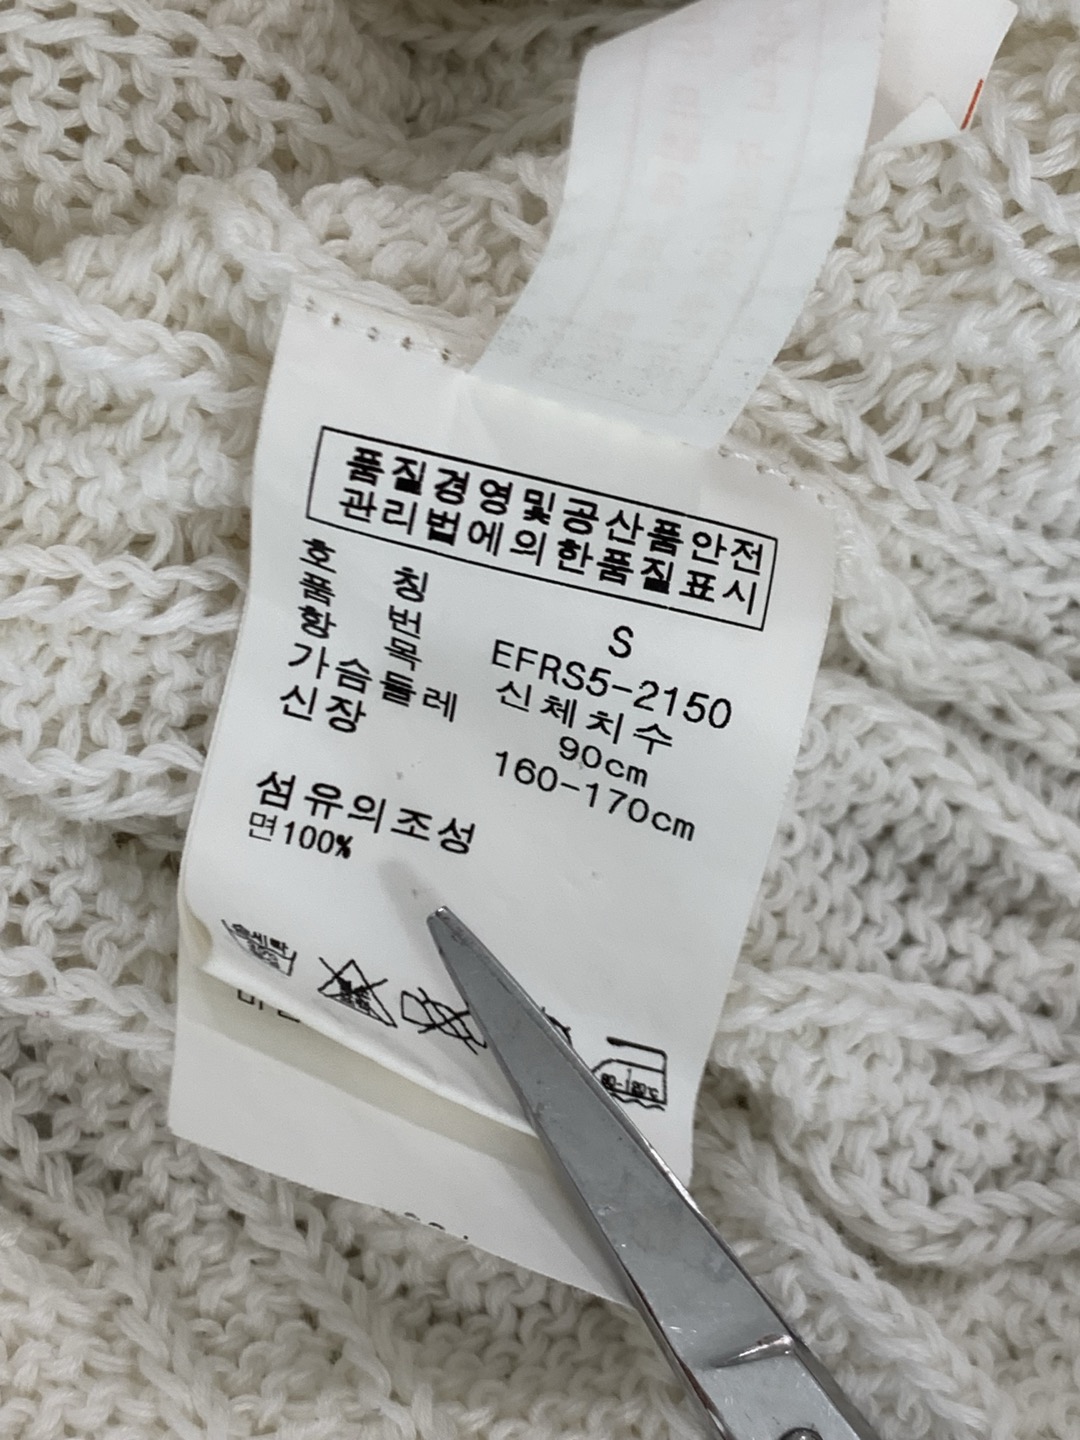 품질경영및공산품안전
관리법에의한품질표시
호 칭 S
품 번 EFRS5-2150
항 목 신체치수
가슴둘레 90cm
신장 160-170cm
섬유의조성
면100%